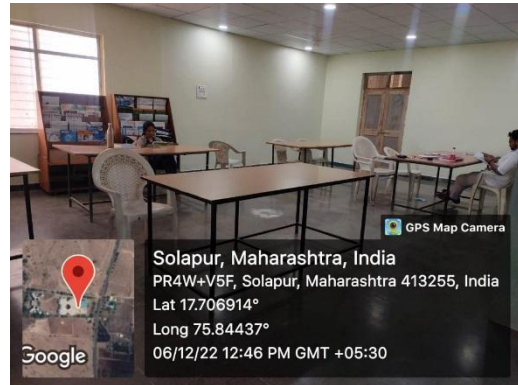 GPS Map Camera
Solapur, Maharashtra, India
PR4W+V5F, Solapur, Maharashtra 413255, India
Lat 17.706914°
Long 75.84437°
06/12/22 12:46 PM GMT +05:30
Google